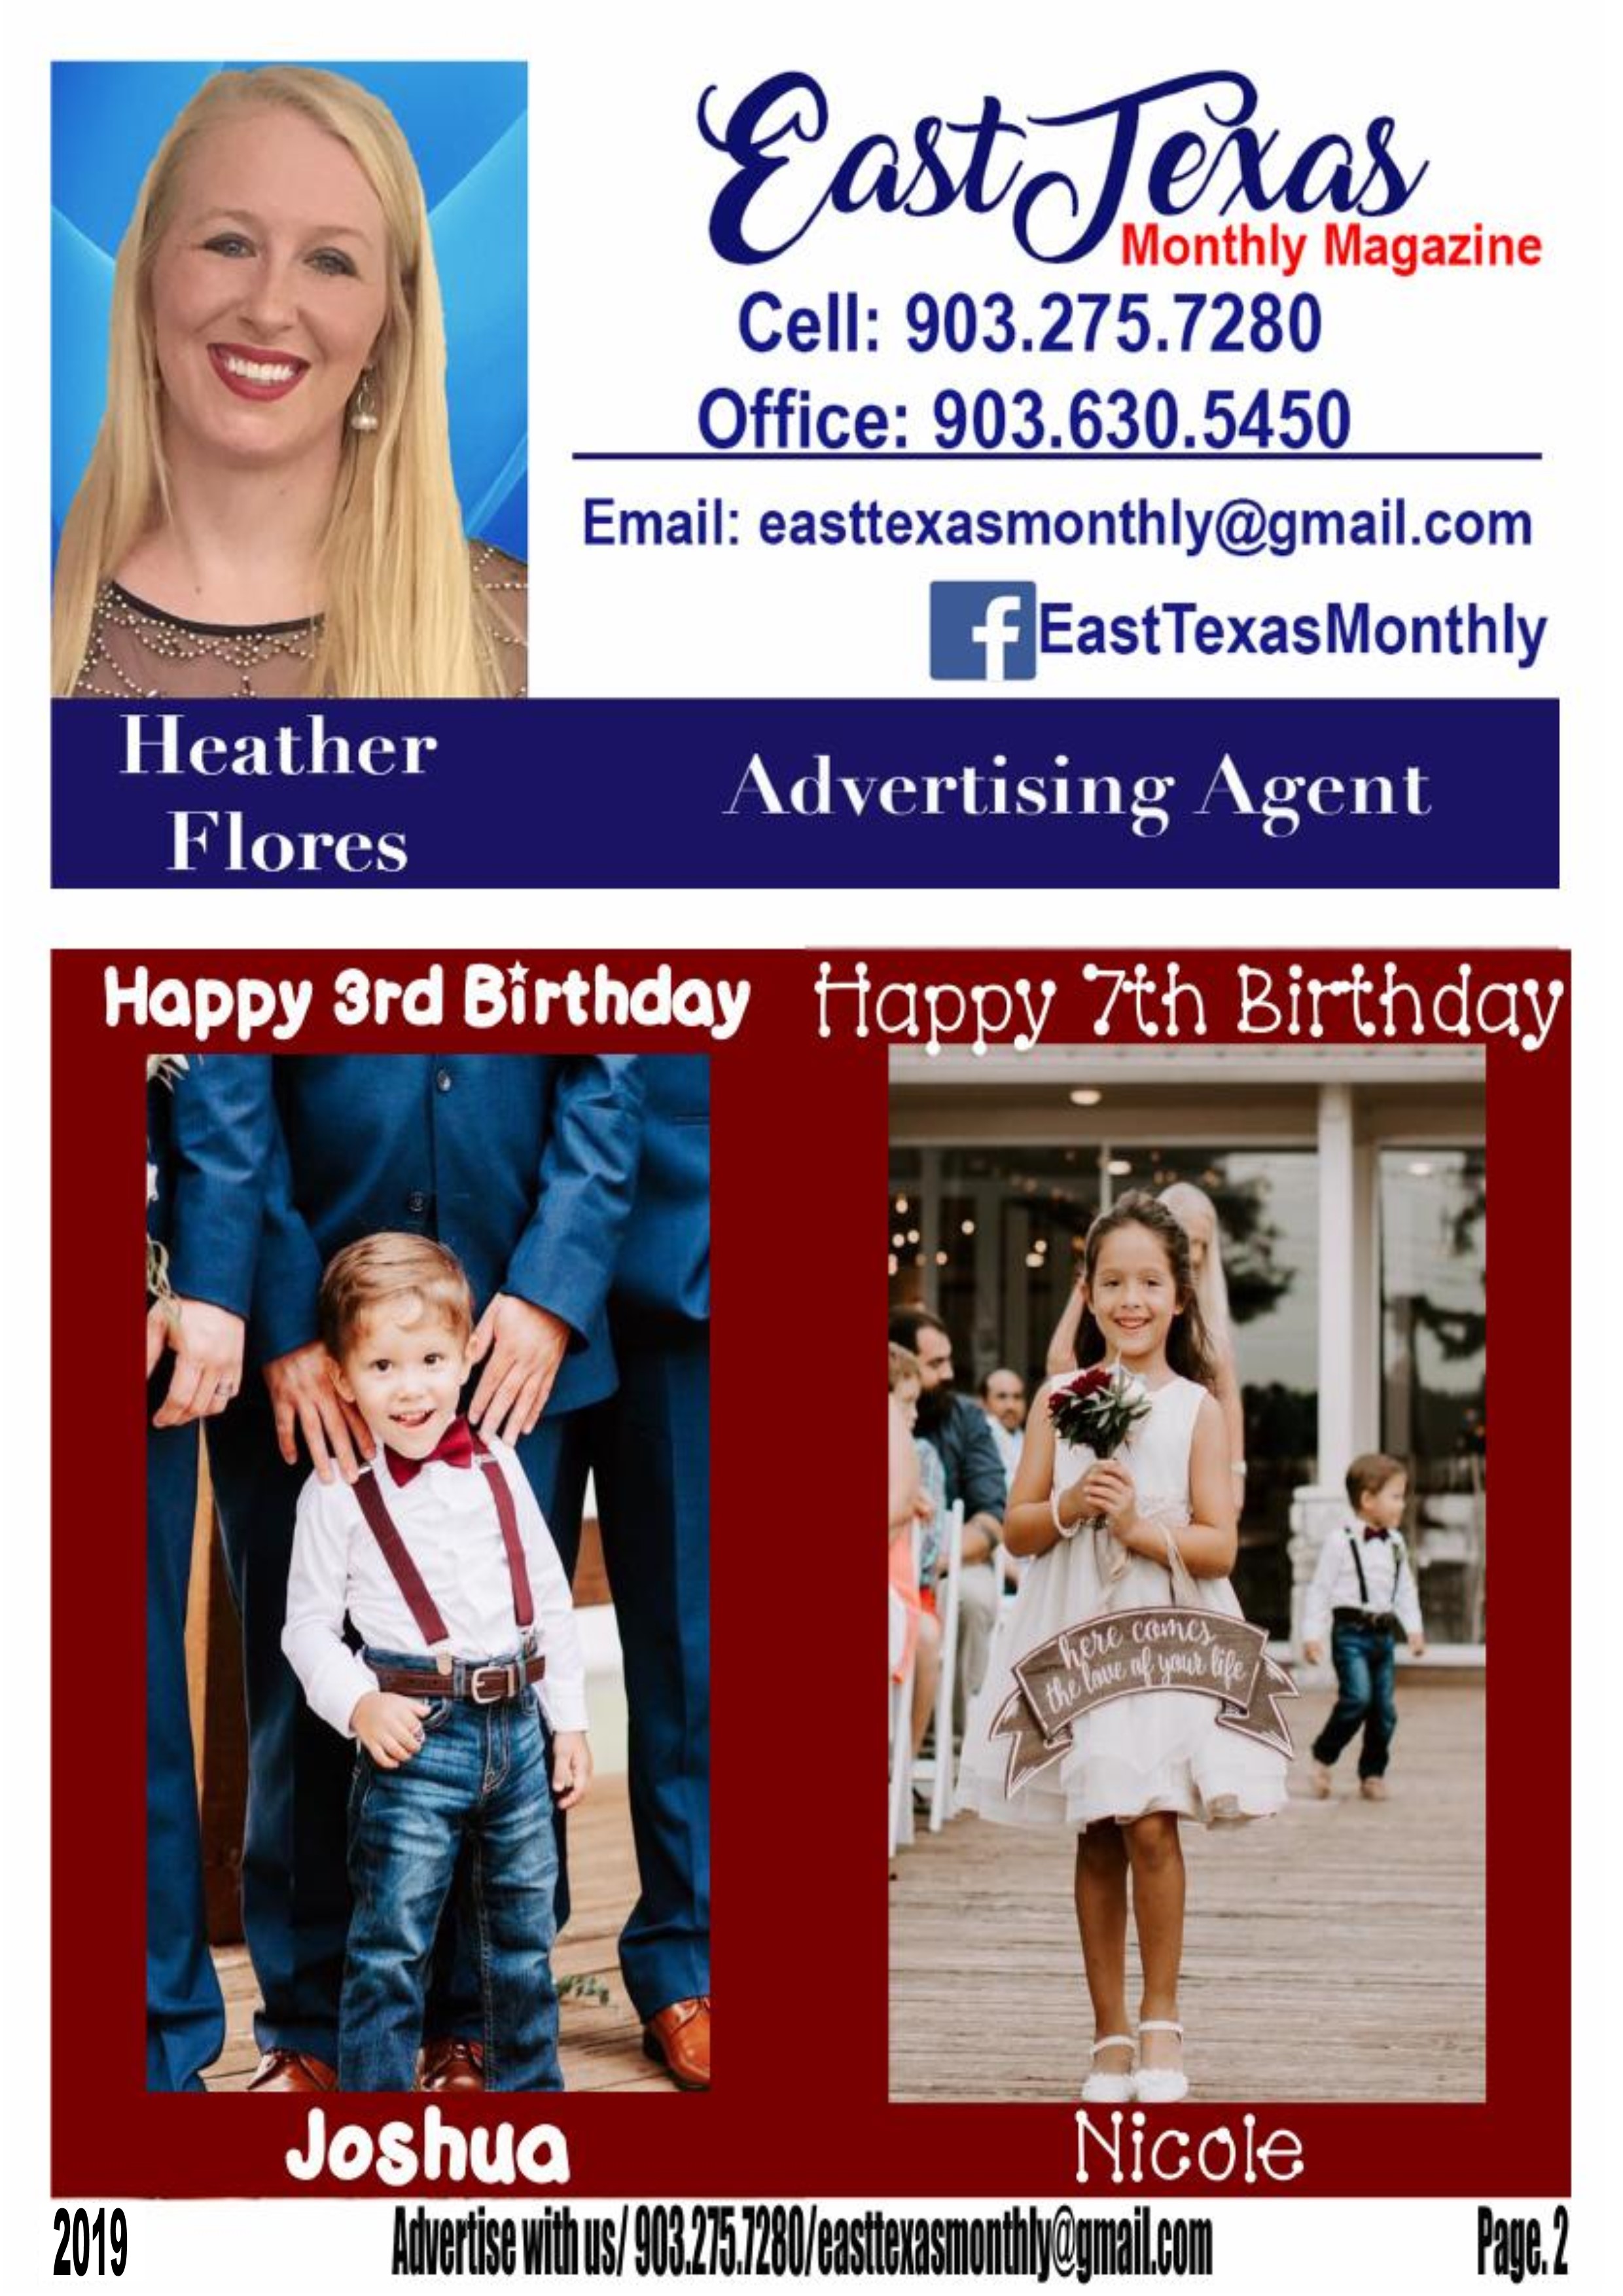 East Texas
Monthly Magazine
Cell: 903.275.7280
Office: 903.630.5450
Email: easttexasmonthly@gmail.com
f EastTexasMonthly
Heather
Flores
Advertising Agent
Happy 3rd Birthday
Happy 7th Birthday
here comes
the love of your life
Joshua
Nicole
2019
Advertise with us/ 903.275.7280/easttexasmonthly@gmail.com
Page. 2